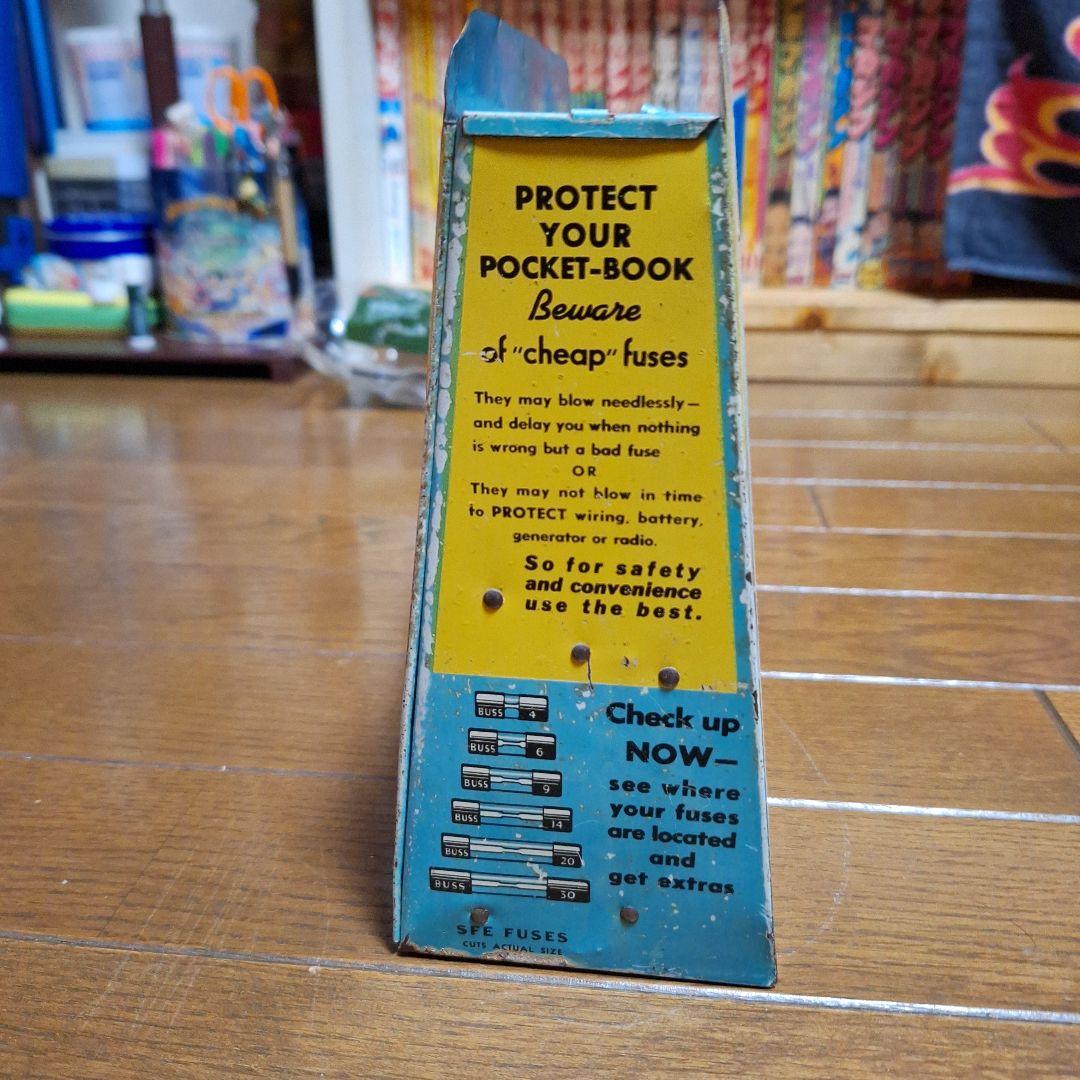 PROTECT
YOUR
POCKET-BOOK
Beware
of "cheap" fuses
They may blow needlessly—
and delay you when nothing
is wrong but a bad fuse
OR
They may not blow in time
to PROTECT wiring, battery,
generator or radio.
So for safety
and convenience
use the best.
BUSS 4
BUSS 6
BUSS 9
BUSS 14
BUSS 20
BUSS 30
SFE FUSES
CUTS ACTUAL SIZE
Check up
NOW—
see where
your fuses
are located
and
get extras